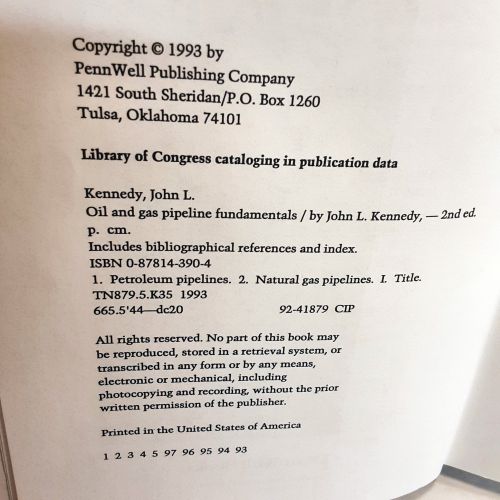 Copyright © 1993 by
PennWell Publishing Company
1421 South Sheridan/P.O. Box 1260
Tulsa, Oklahoma 74101
Library of Congress cataloging in publication data
Kennedy, John L.
Oil and gas pipeline fundamentals / by John L. Kennedy, — 2nd ed.
p. cm.
Includes bibliographical references and index.
ISBN 0-87814-390-4
1. Petroleum pipelines. 2. Natural gas pipelines. I. Title.
TN879.5.K35 1993
665.5'44—dc20 92-41879 CIP
All rights reserved. No part of this book may
be reproduced, stored in a retrieval system, or
transcribed in any form or by any means,
electronic or mechanical, including
photocopying and recording, without the prior
written permission of the publisher.
Printed in the United States of America
1 2 3 4 5 97 96 95 94 93